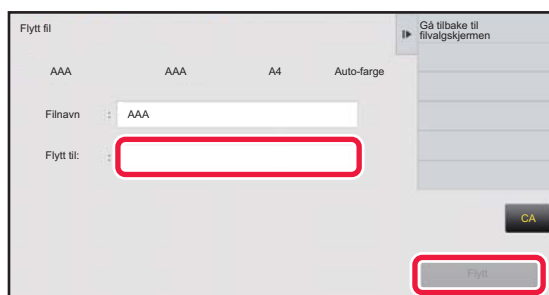 Flytt fil
Gå tilbake til
filvalgskjermen
AAA AAA A4 Auto-farge
Filnavn : AAA
Flytt til: :
CA
Flytt